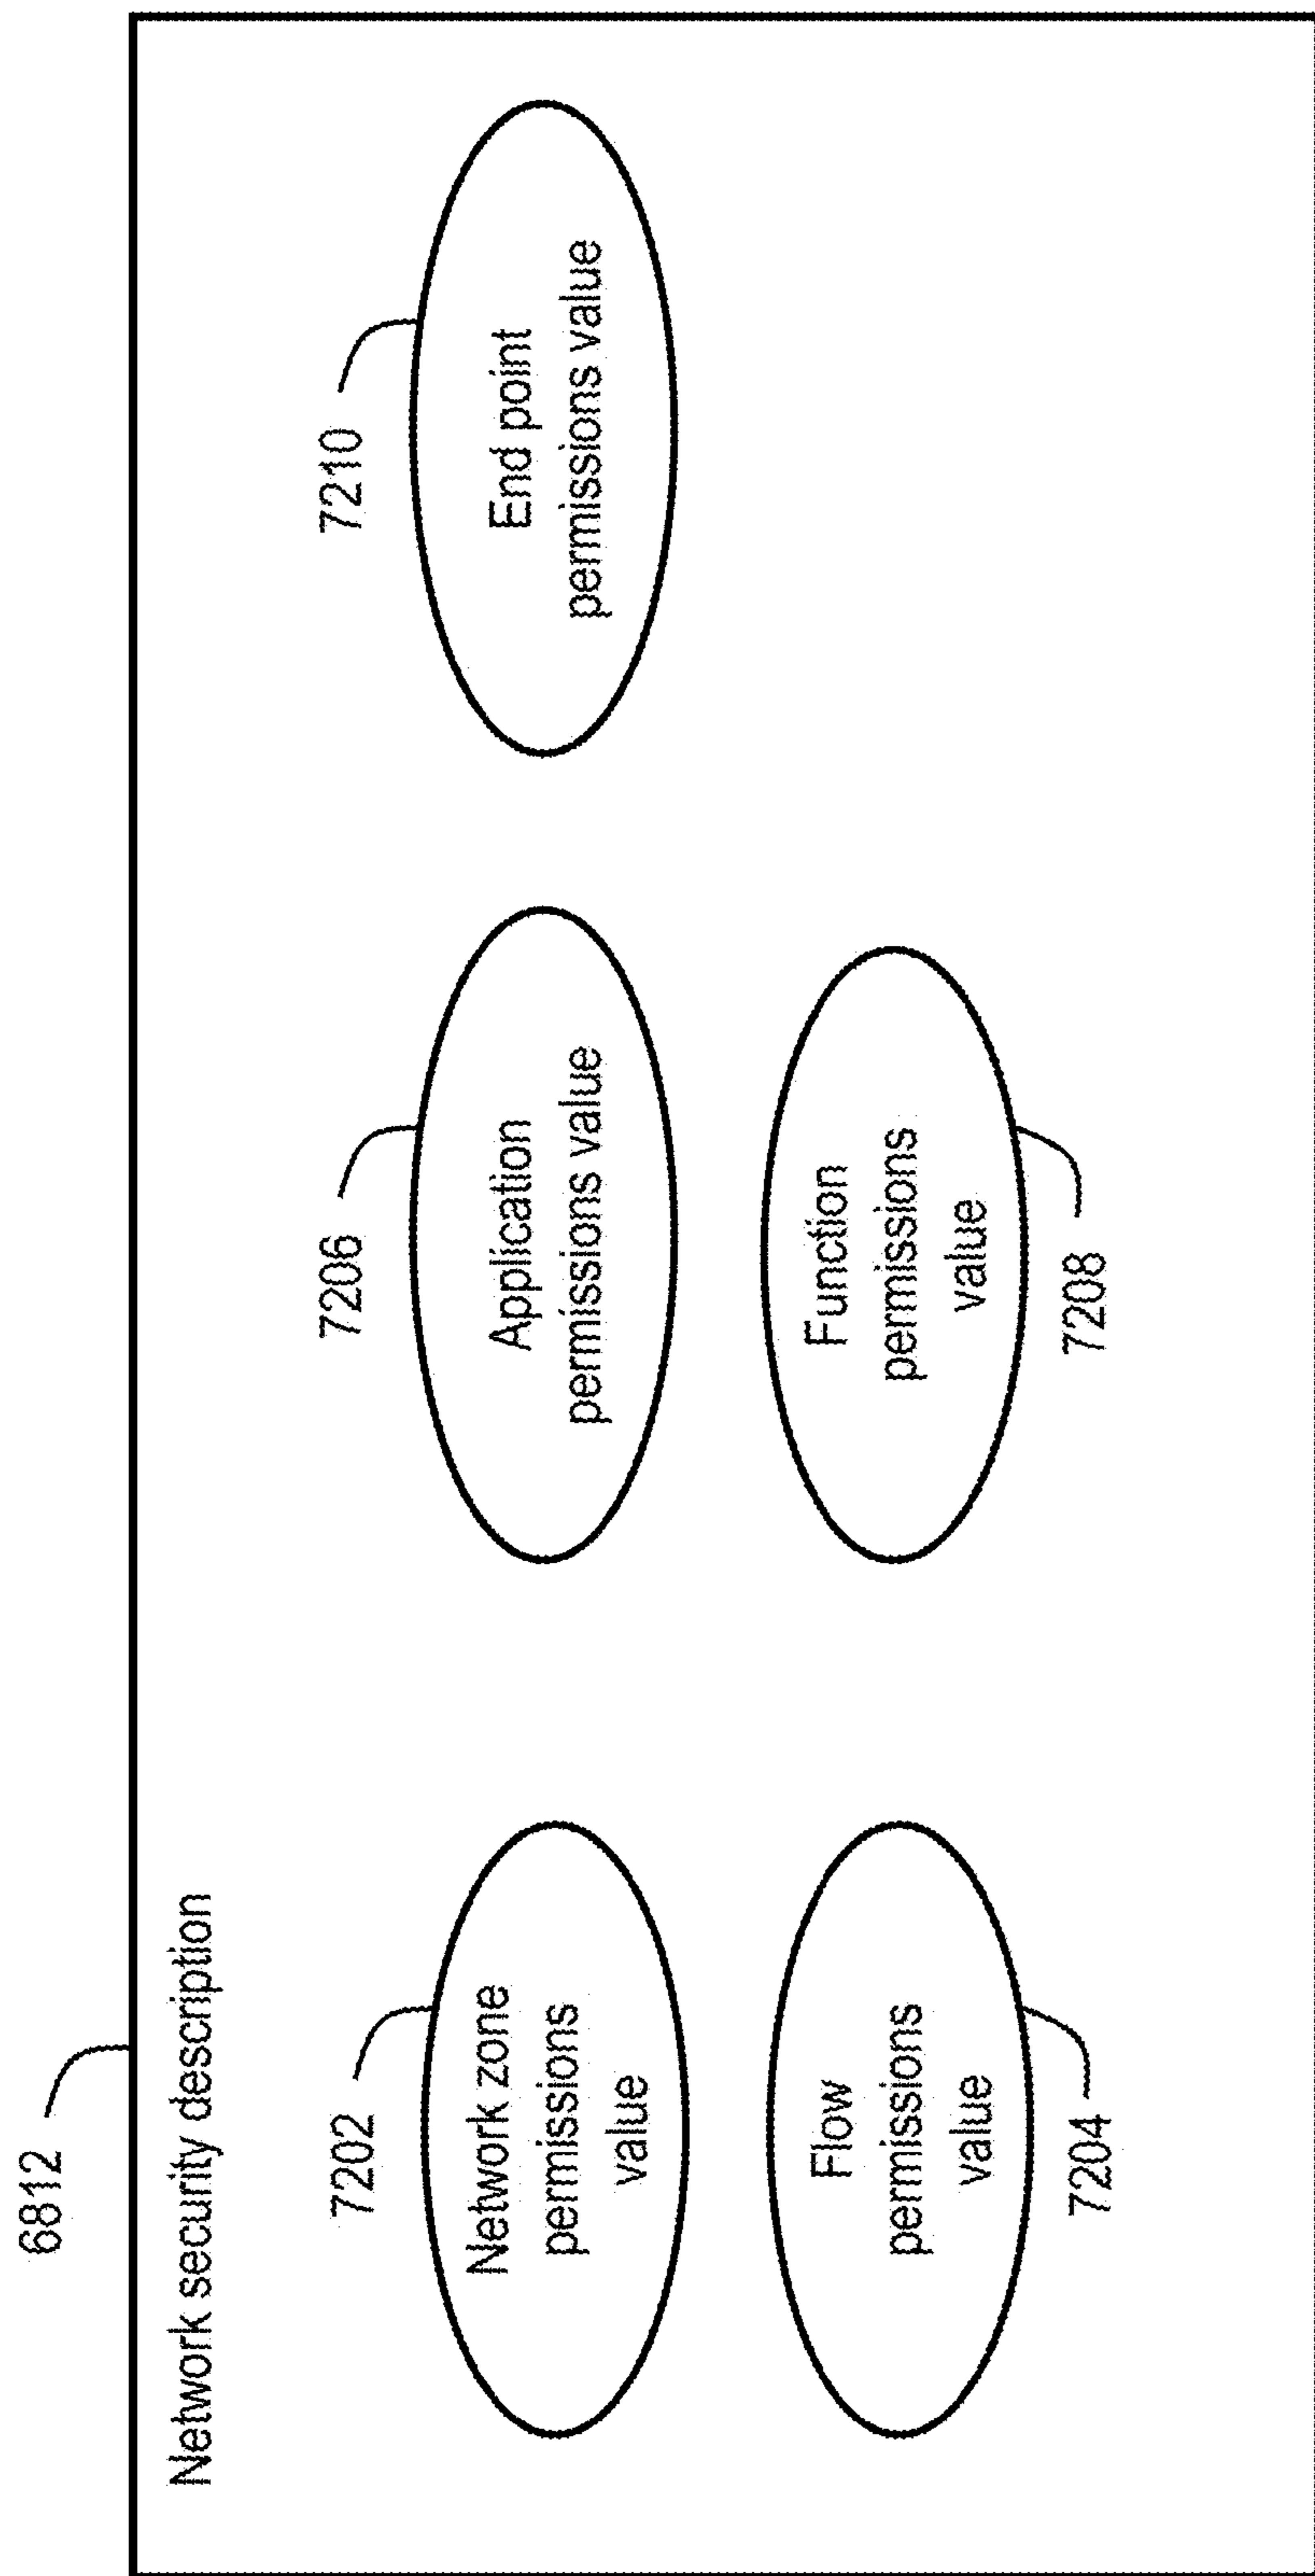 6812
Network security description
7202
Network zone
permissions
value
7206
Application
permissions value
7210
End point
permissions value
Flow
permissions
value
7204
Function
permissions
value
7208